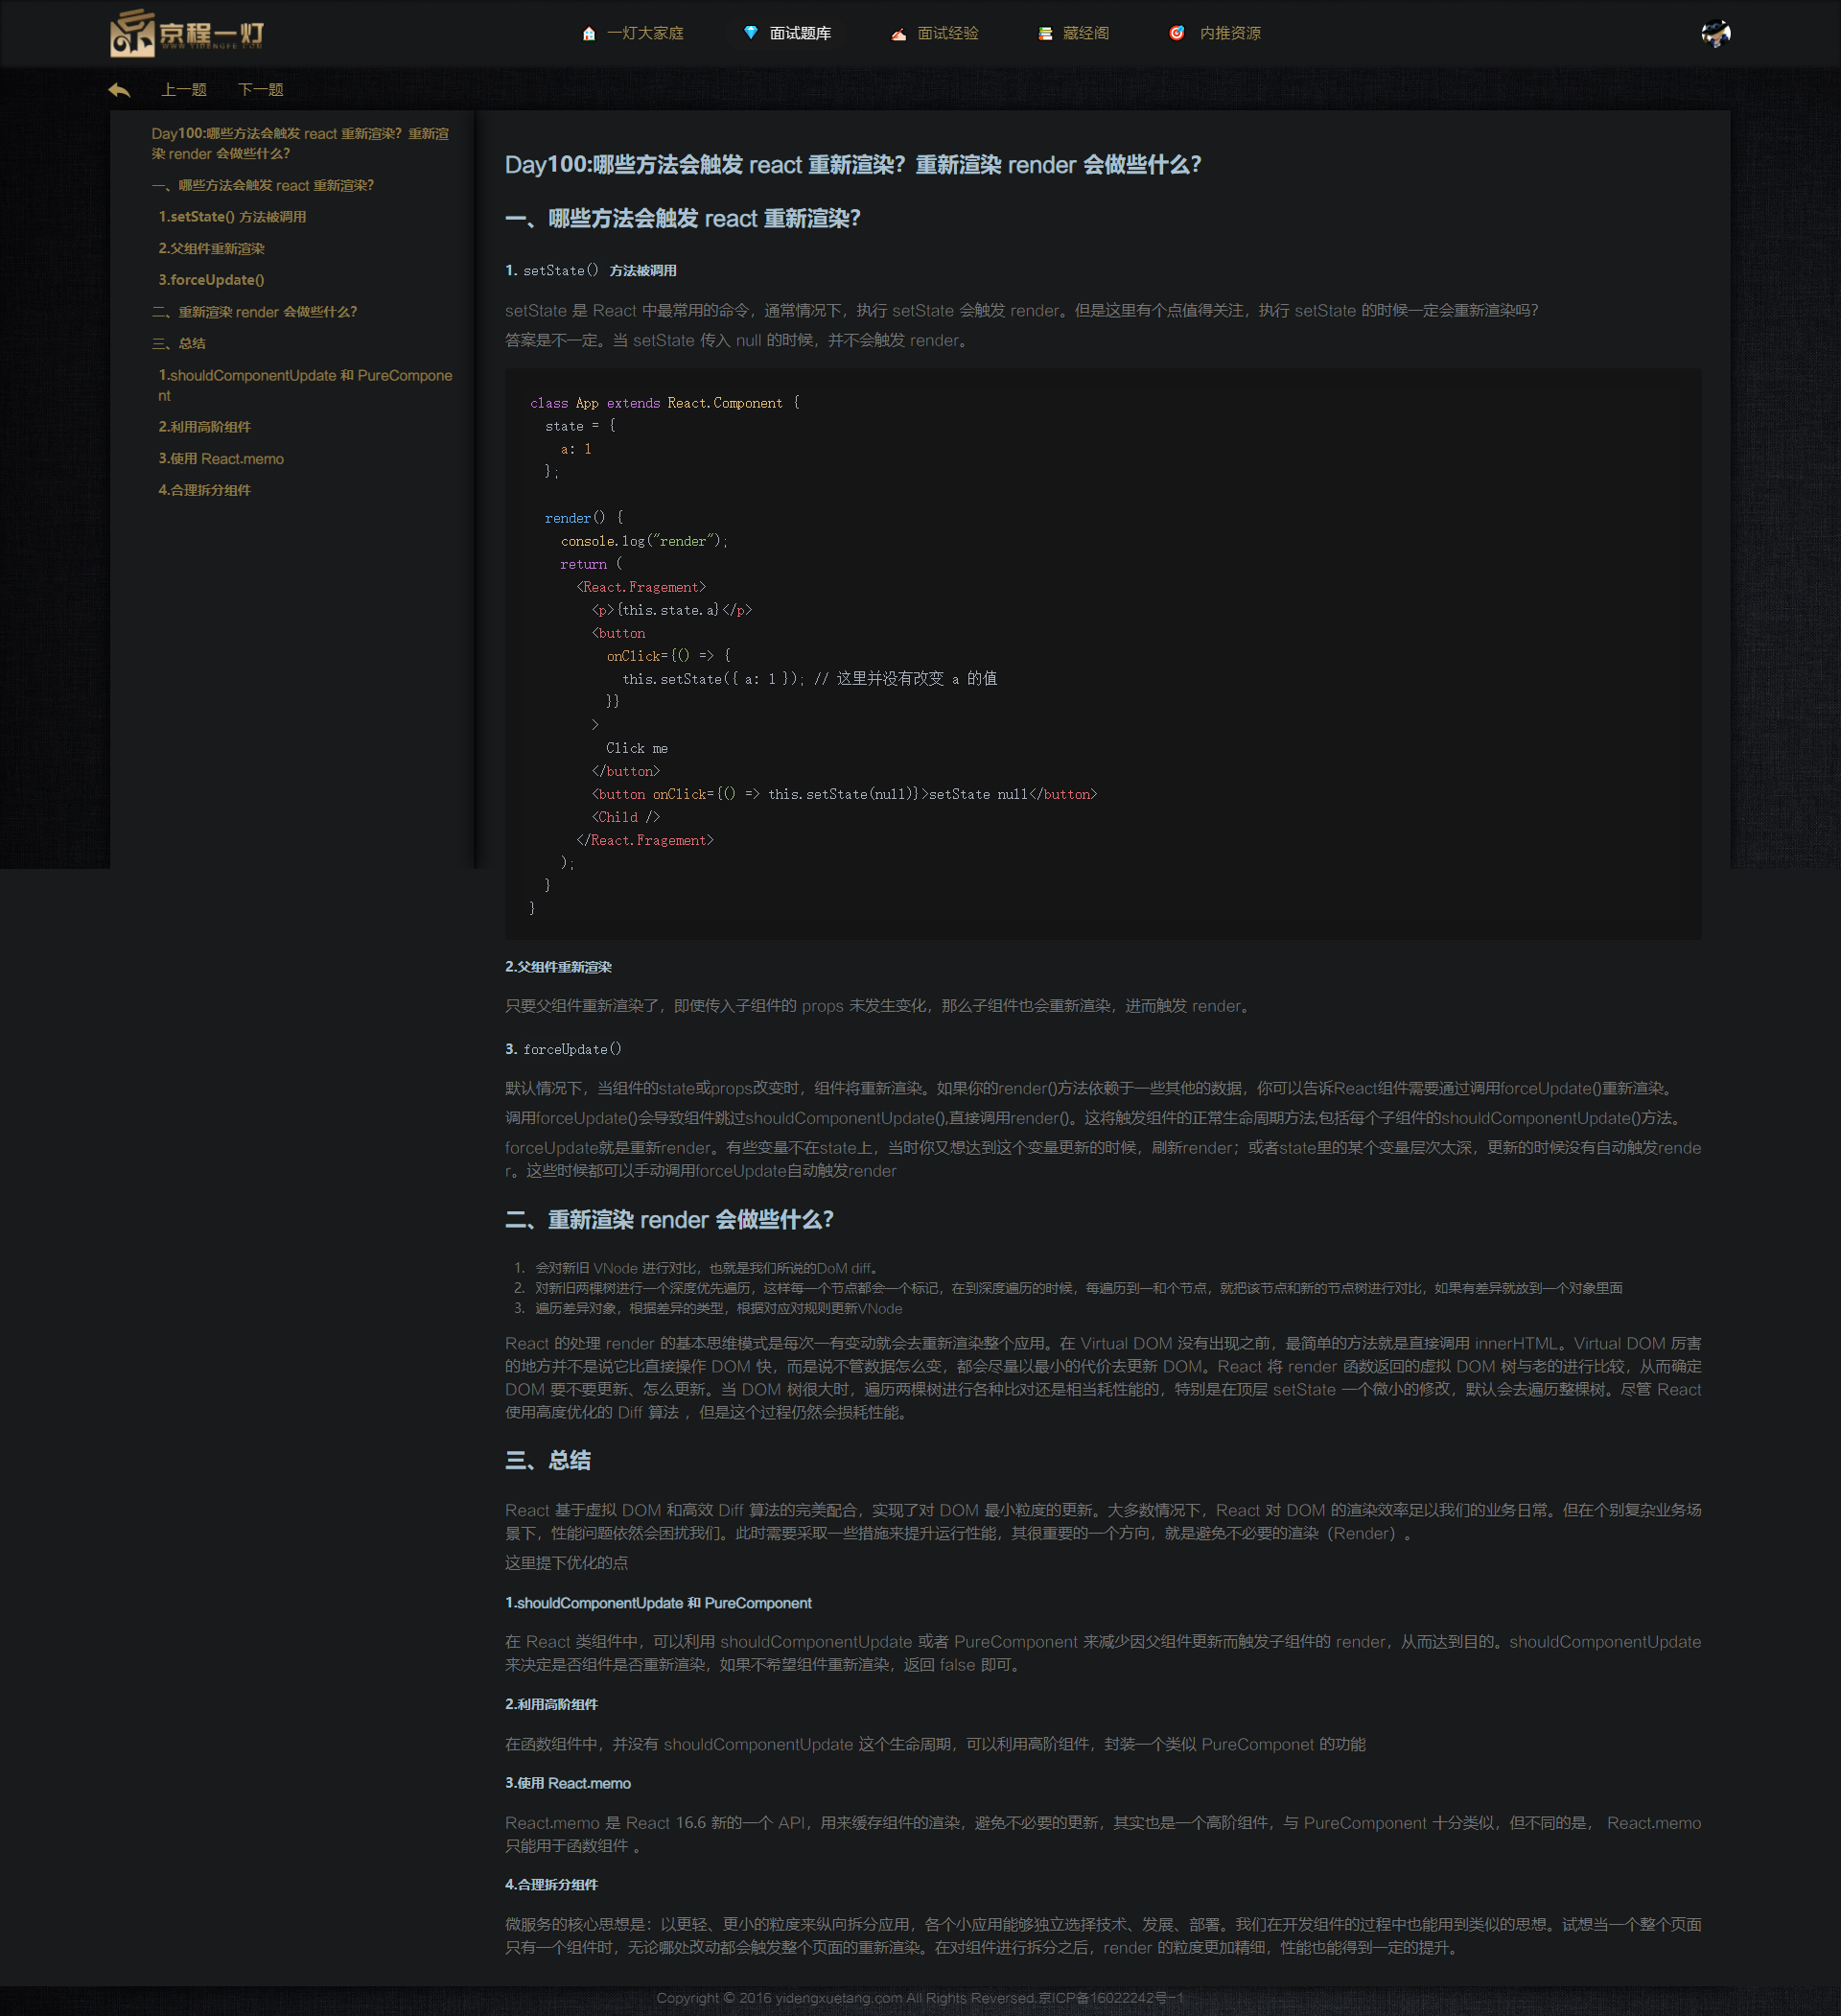 京程一灯
WWW.YIDENGFE.COM
一灯大家庭
面试题库
面试经验
藏经阁
内推资源
上一题
下一题
Day100:哪些方法会触发 react 重新渲染？重新渲
染 render 会做些什么？
一、哪些方法会触发 react 重新渲染?
1.setState() 方法被调用
2.父组件重新渲染
3.forceUpdate()
二、重新渲染 render 会做些什么?
三、总结
1.shouldComponentUpdate 和 PureCompone
nt
2.利用高阶组件
3.使用 React.memo
4.合理拆分组件
Day100:哪些方法会触发 react 重新渲染？重新渲染 render 会做些什么？
一、哪些方法会触发 react 重新渲染?
1. setState() 方法被调用
setState 是 React 中最常用的命令，通常情况下，执行 setState 会触发 render。但是这里有个点值得关注，执行 setState 的时候一定会重新渲染吗？
答案是不一定。当 setState 传入 null 的时候，并不会触发 render。
class App extends React.Component {
  state = {
    a: 1
  };
  render() {
    console.log("render");
    return (
      <React.Fragement>
        <p>{this.state.a}</p>
        <button
          onClick={() => {
            this.setState({ a: 1 }); // 这里并没有改变 a 的值
          }}
        >
          Click me
        </button>
        <button onClick={() => this.setState(null)}>setState null</button>
        <Child />
      </React.Fragement>
    );
  }
}
2.父组件重新渲染
只要父组件重新渲染了，即使传入子组件的 props 未发生变化，那么子组件也会重新渲染，进而触发 render。
3. forceUpdate()
默认情况下，当组件的state或props改变时，组件将重新渲染。如果你的render()方法依赖于一些其他的数据，你可以告诉React组件需要通过调用forceUpdate()重新渲染。
调用forceUpdate()会导致组件跳过shouldComponentUpdate(),直接调用render()。这将触发组件的正常生命周期方法,包括每个子组件的shouldComponentUpdate()方法。
forceUpdate就是重新render。有些变量不在state上，当时你又想达到这个变量更新的时候，刷新render；或者state里的某个变量层次太深，更新的时候没有自动触发rende
r。这些时候都可以手动调用forceUpdate自动触发render
二、重新渲染 render 会做些什么?
1. 会对新旧 VNode 进行对比，也就是我们所说的DoM diff。
2. 对新旧两棵树进行一个深度优先遍历，这样每一个节点都会一个标记，在到深度遍历的时候，每遍历到一和个节点，就把该节点和新的节点树进行对比，如果有差异就放到一个对象里面
3. 遍历差异对象，根据差异的类型，根据对应对规则更新VNode
React 的处理 render 的基本思维模式是每次一有变动就会去重新渲染整个应用。在 Virtual DOM 没有出现之前，最简单的方法就是直接调用 innerHTML。Virtual DOM 厉害
的地方并不是说它比直接操作 DOM 快，而是说不管数据怎么变，都会尽量以最小的代价去更新 DOM。React 将 render 函数返回的虚拟 DOM 树与老的进行比较，从而确定
DOM 要不要更新、怎么更新。当 DOM 树很大时，遍历两棵树进行各种比对还是相当耗性能的，特别是在顶层 setState 一个微小的修改，默认会去遍历整棵树。尽管 React
使用高度优化的 Diff 算法 ，但是这个过程仍然会损耗性能。
三、总结
React 基于虚拟 DOM 和高效 Diff 算法的完美配合，实现了对 DOM 最小粒度的更新。大多数情况下，React 对 DOM 的渲染效率足以我们的业务日常。但在个别复杂业务场
景下，性能问题依然会困扰我们。此时需要采取一些措施来提升运行性能，其很重要的一个方向，就是避免不必要的渲染（Render）。
这里提下优化的点
1.shouldComponentUpdate 和 PureComponent
在 React 类组件中，可以利用 shouldComponentUpdate 或者 PureComponent 来减少因父组件更新而触发子组件的 render，从而达到目的。shouldComponentUpdate
来决定是否组件是否重新渲染，如果不希望组件重新渲染，返回 false 即可。
2.利用高阶组件
在函数组件中，并没有 shouldComponentUpdate 这个生命周期，可以利用高阶组件，封装一个类似 PureComponet 的功能
3.使用 React.memo
React.memo 是 React 16.6 新的一个 API，用来缓存组件的渲染，避免不必要的更新，其实也是一个高阶组件，与 PureComponent 十分类似，但不同的是， React.memo
只能用于函数组件 。
4.合理拆分组件
微服务的核心思想是：以更轻、更小的粒度来纵向拆分应用，各个小应用能够独立选择技术、发展、部署。我们在开发组件的过程中也能用到类似的思想。试想当一个整个页面
只有一个组件时，无论哪处改动都会触发整个页面的重新渲染。在对组件进行拆分之后，render 的粒度更加精细，性能也能得到一定的提升。
Copyright © 2016 yidengxuetang.com All Rights Reversed.京ICP备16022242号-1